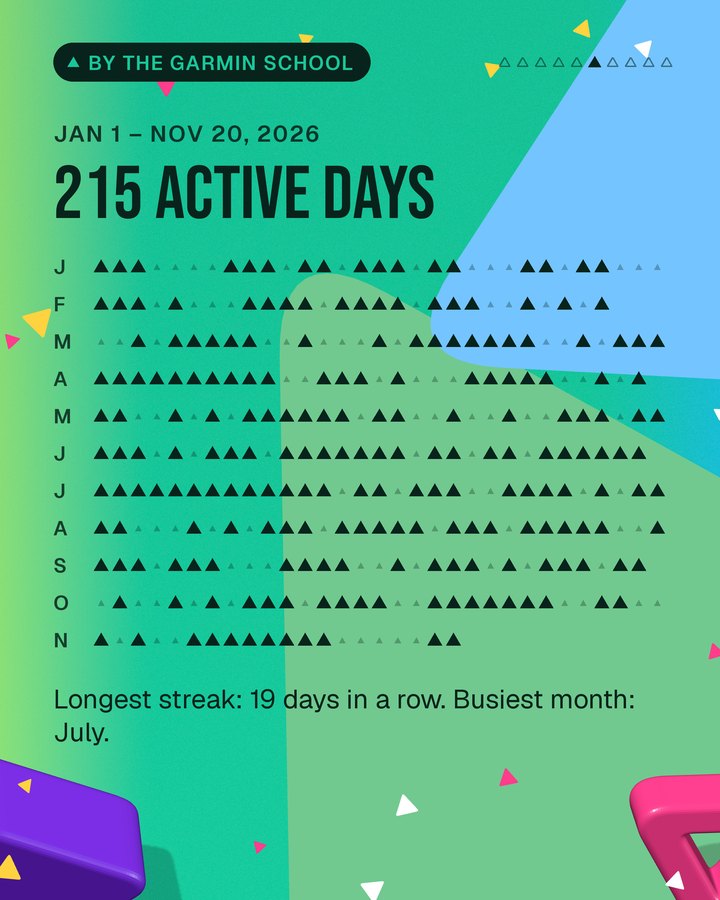 BY THE GARMIN SCHOOL
JAN 1 – NOV 20, 2026
215 ACTIVE DAYS
J
F
M
A
M
J
J
A
S
O
N
Longest streak: 19 days in a row. Busiest month:
July.